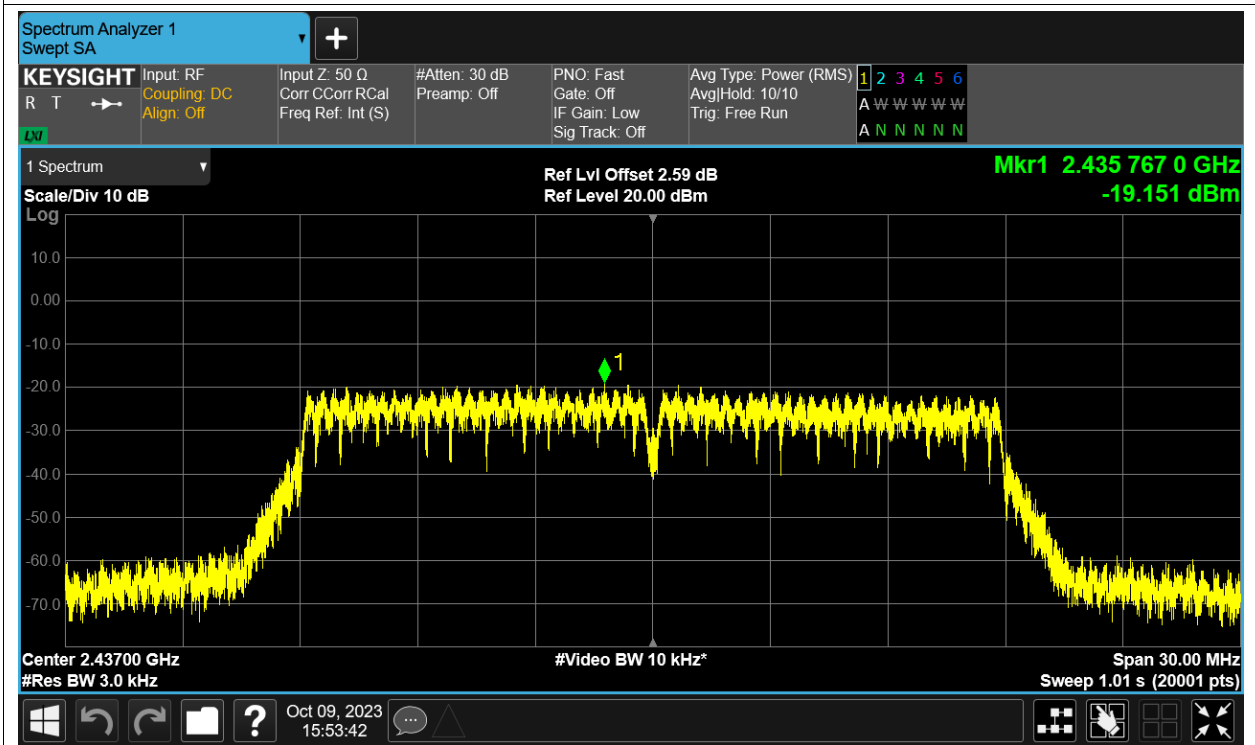 Spectrum Analyzer 1
Swept SA
KEYSIGHT
R T
LXI
Input: RF
Coupling: DC
Align: Off
Input Z: 50 Ω
Corr CCorr RCal
Freq Ref: Int (S)
#Atten: 30 dB
Preamp: Off
PNO: Fast
Gate: Off
IF Gain: Low
Sig Track: Off
Avg Type: Power (RMS)
Avg|Hold: 10/10
Trig: Free Run
1 2 3 4 5 6
A W W W W W
A N N N N N
1 Spectrum
Scale/Div 10 dB
Log
Ref Lvl Offset 2.59 dB
Ref Level 20.00 dBm
Mkr1 2.435 767 0 GHz
-19.151 dBm
10.0
0.00
-10.0
1
-20.0
-30.0
-40.0
-50.0
-60.0
-70.0
Center 2.43700 GHz
#Res BW 3.0 kHz
#Video BW 10 kHz*
Span 30.00 MHz
Sweep 1.01 s (20001 pts)
?
Oct 09, 2023
15:53:42